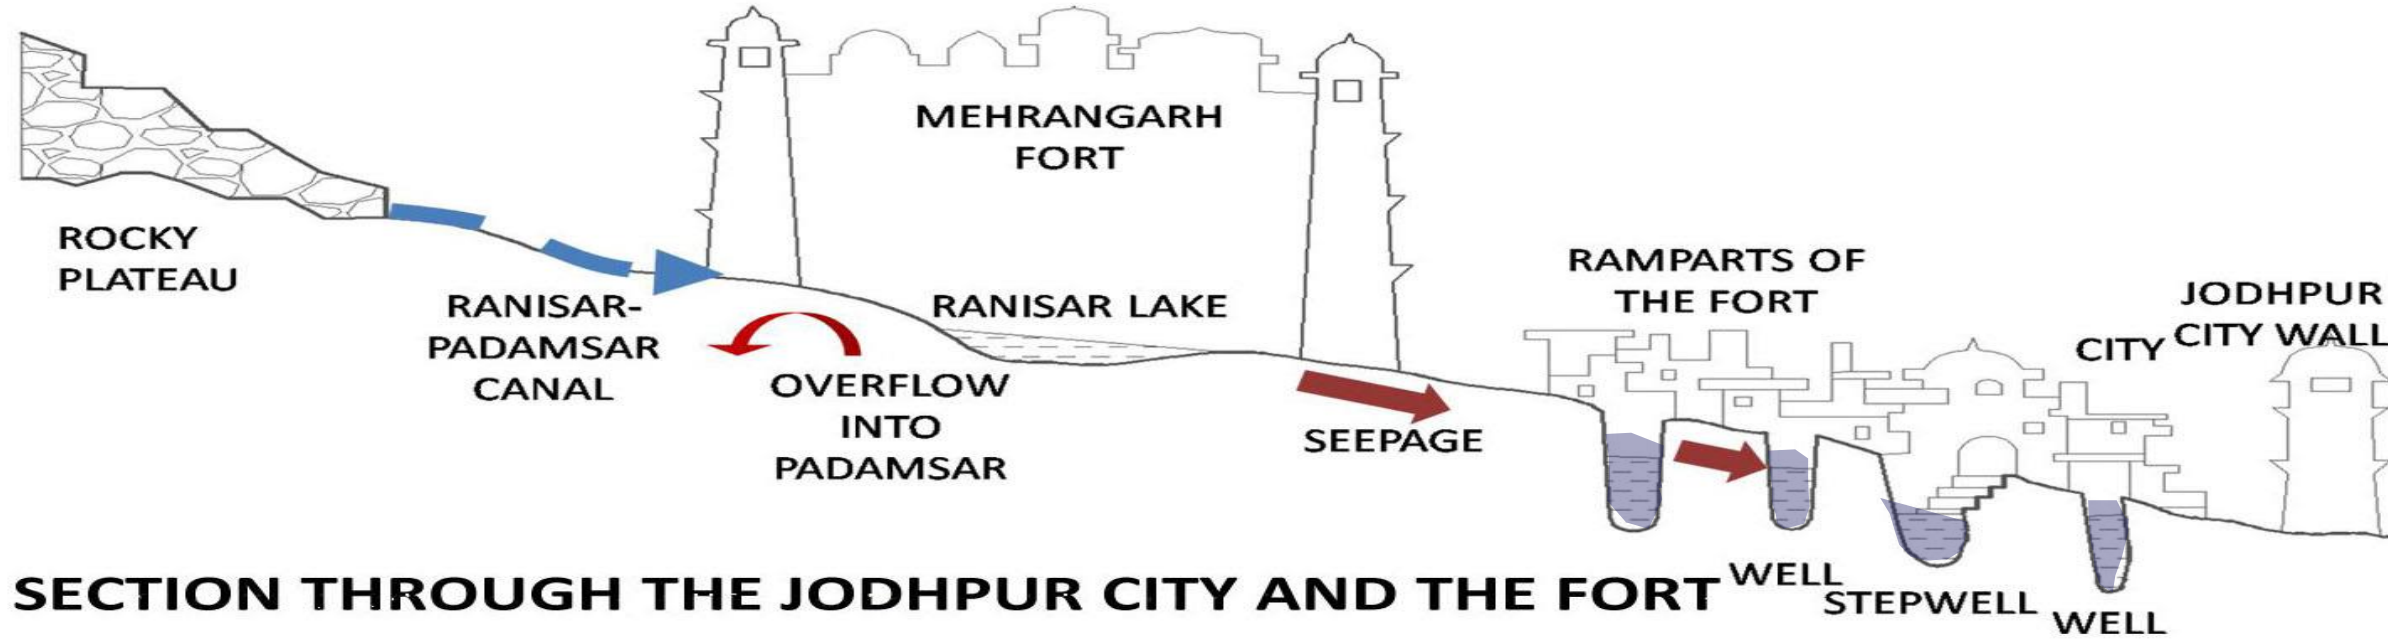 MEHRANGARH
FORT
ROCKY
PLATEAU
RANISAR-
PADAMSAR
CANAL
RANISAR LAKE
OVERFLOW
INTO
PADAMSAR
SEEPAGE
RAMPARTS OF
THE FORT
CITY
JODHPUR
CITY WALL
WELL
STEPWELL
WELL
SECTION THROUGH THE JODHPUR CITY AND THE FORT